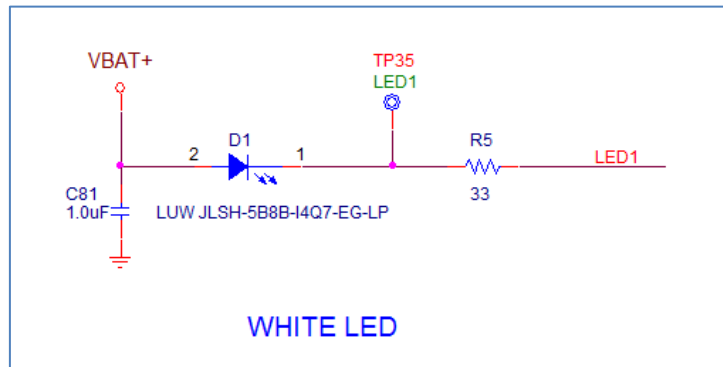 VBAT+
TP35
LED1
D1
R5
2
1
LED1
C81
1.0uF
LUW JLSH-5B8B-I4Q7-EG-LP
33
WHITE LED